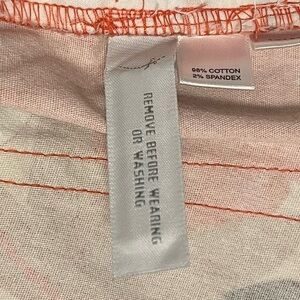 98% COTTON
2% SPANDEX
REMOVE BEFORE WEARING
OR WASHING